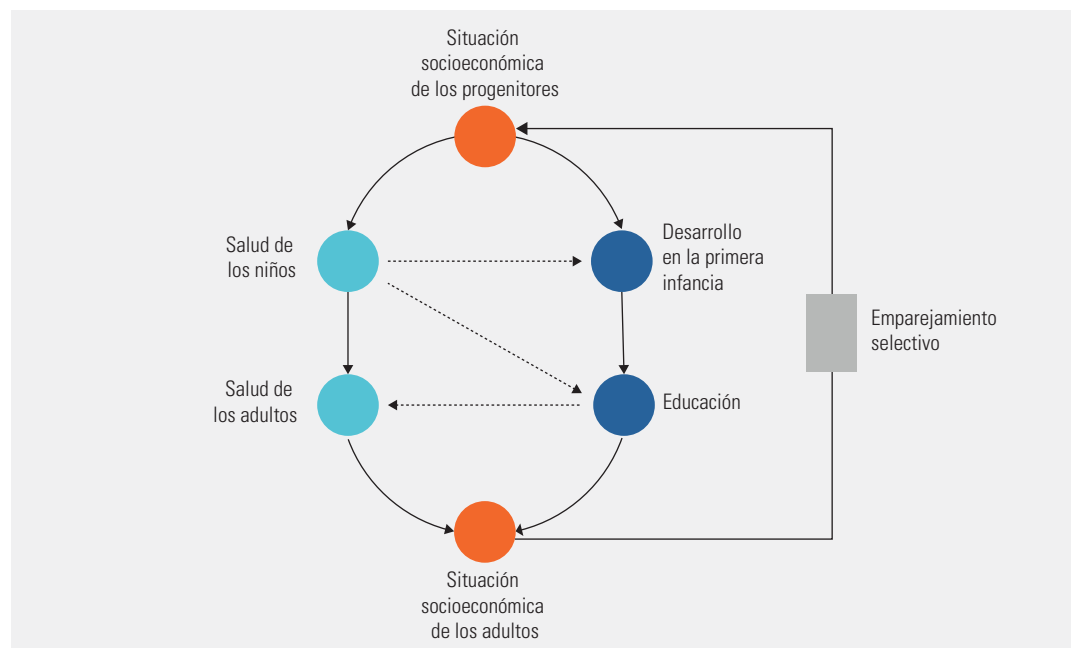 Situación
socioeconómica
de los progenitores
Salud de
los niños
Desarrollo
en la primera
infancia
Emparejamiento
selectivo
Salud de
los adultos
Educación
Situación
socioeconómica
de los adultos